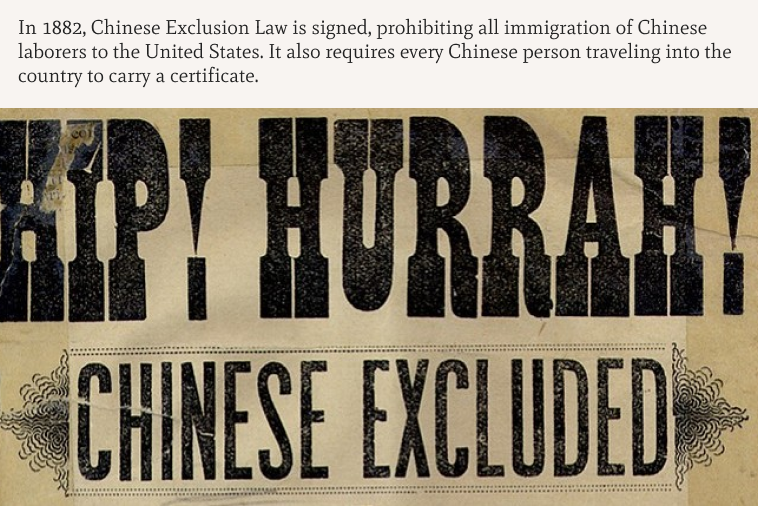 In 1882, Chinese Exclusion Law is signed, prohibiting all immigration of Chinese
laborers to the United States. It also requires every Chinese person traveling into the
country to carry a certificate.
HIP! HURRAH!
CHINESE EXCLUDED